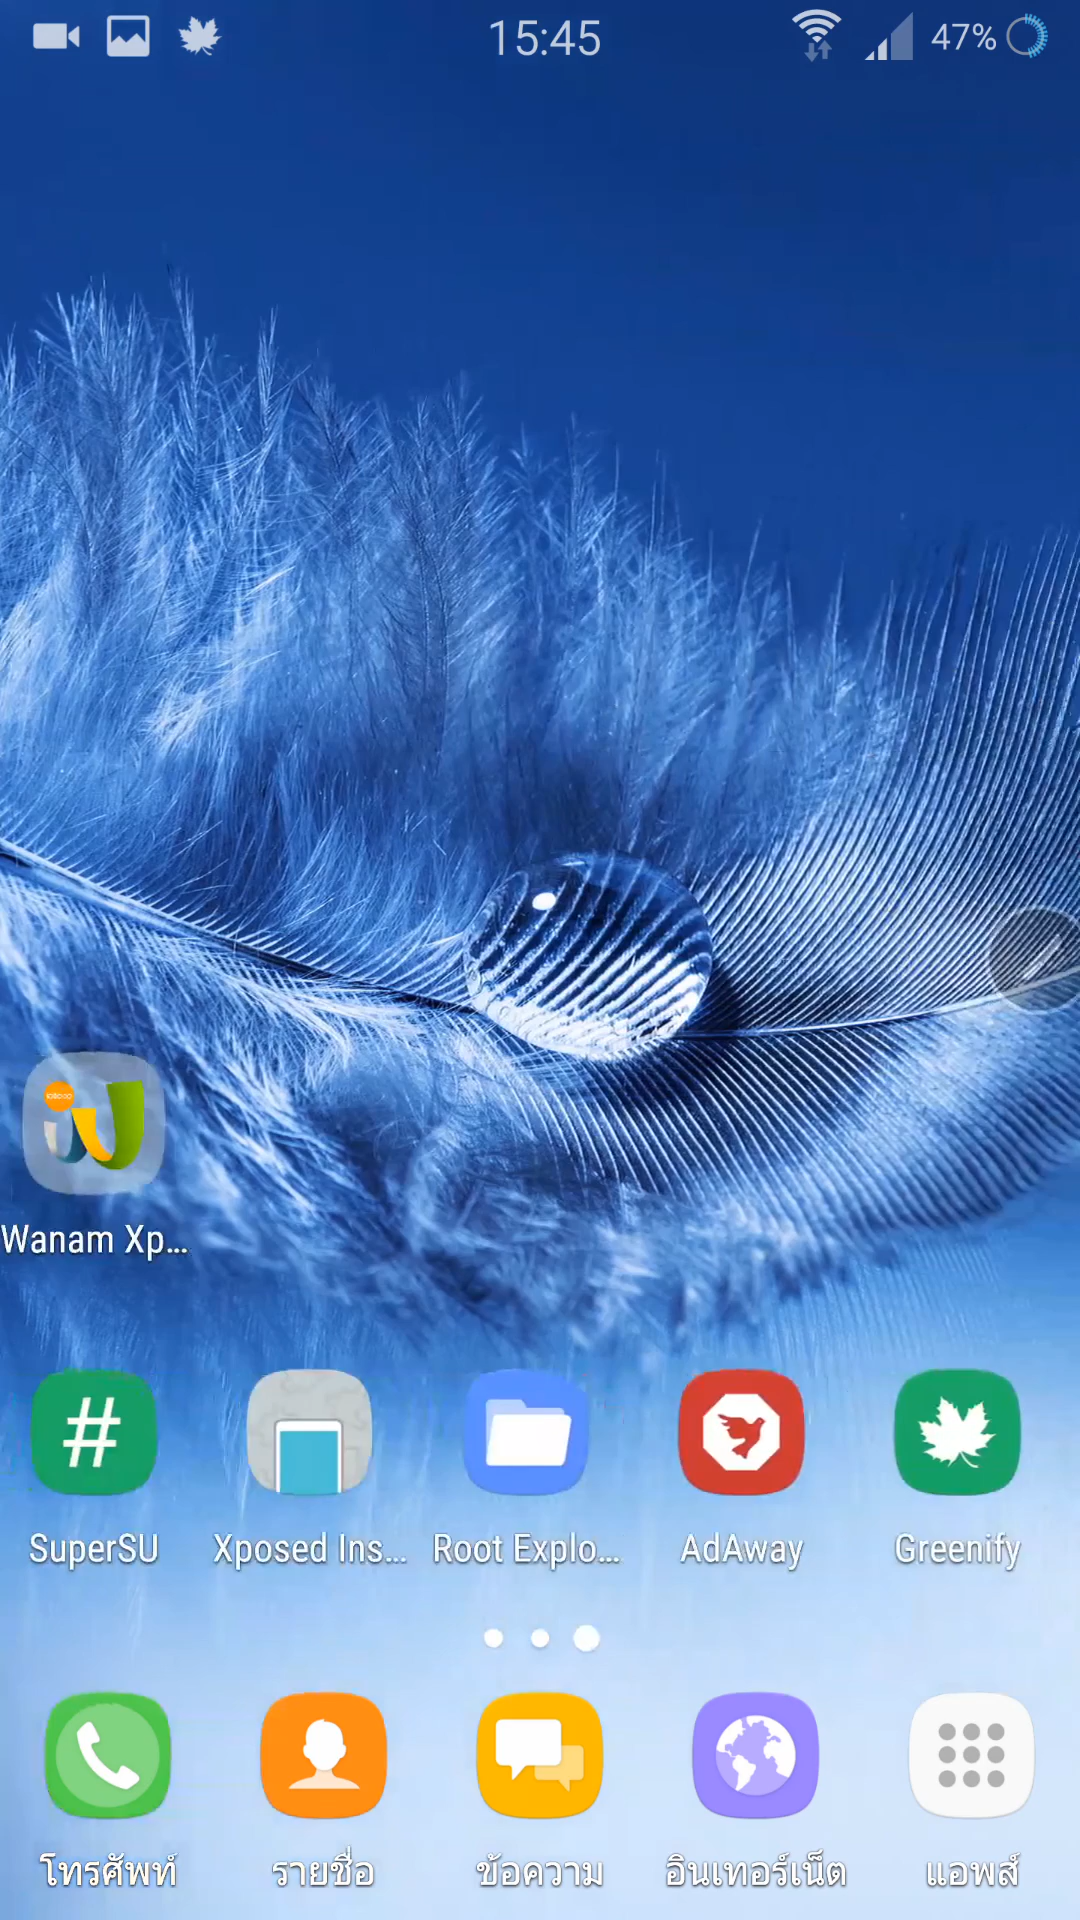 15:45
47%
Wanam Xp...
SuperSU
Xposed Ins...
Root Explo...
AdAway
Greenify
โทรศัพท์
รายชื่อ
ข้อความ
อินเทอร์เน็ต
แอพส์